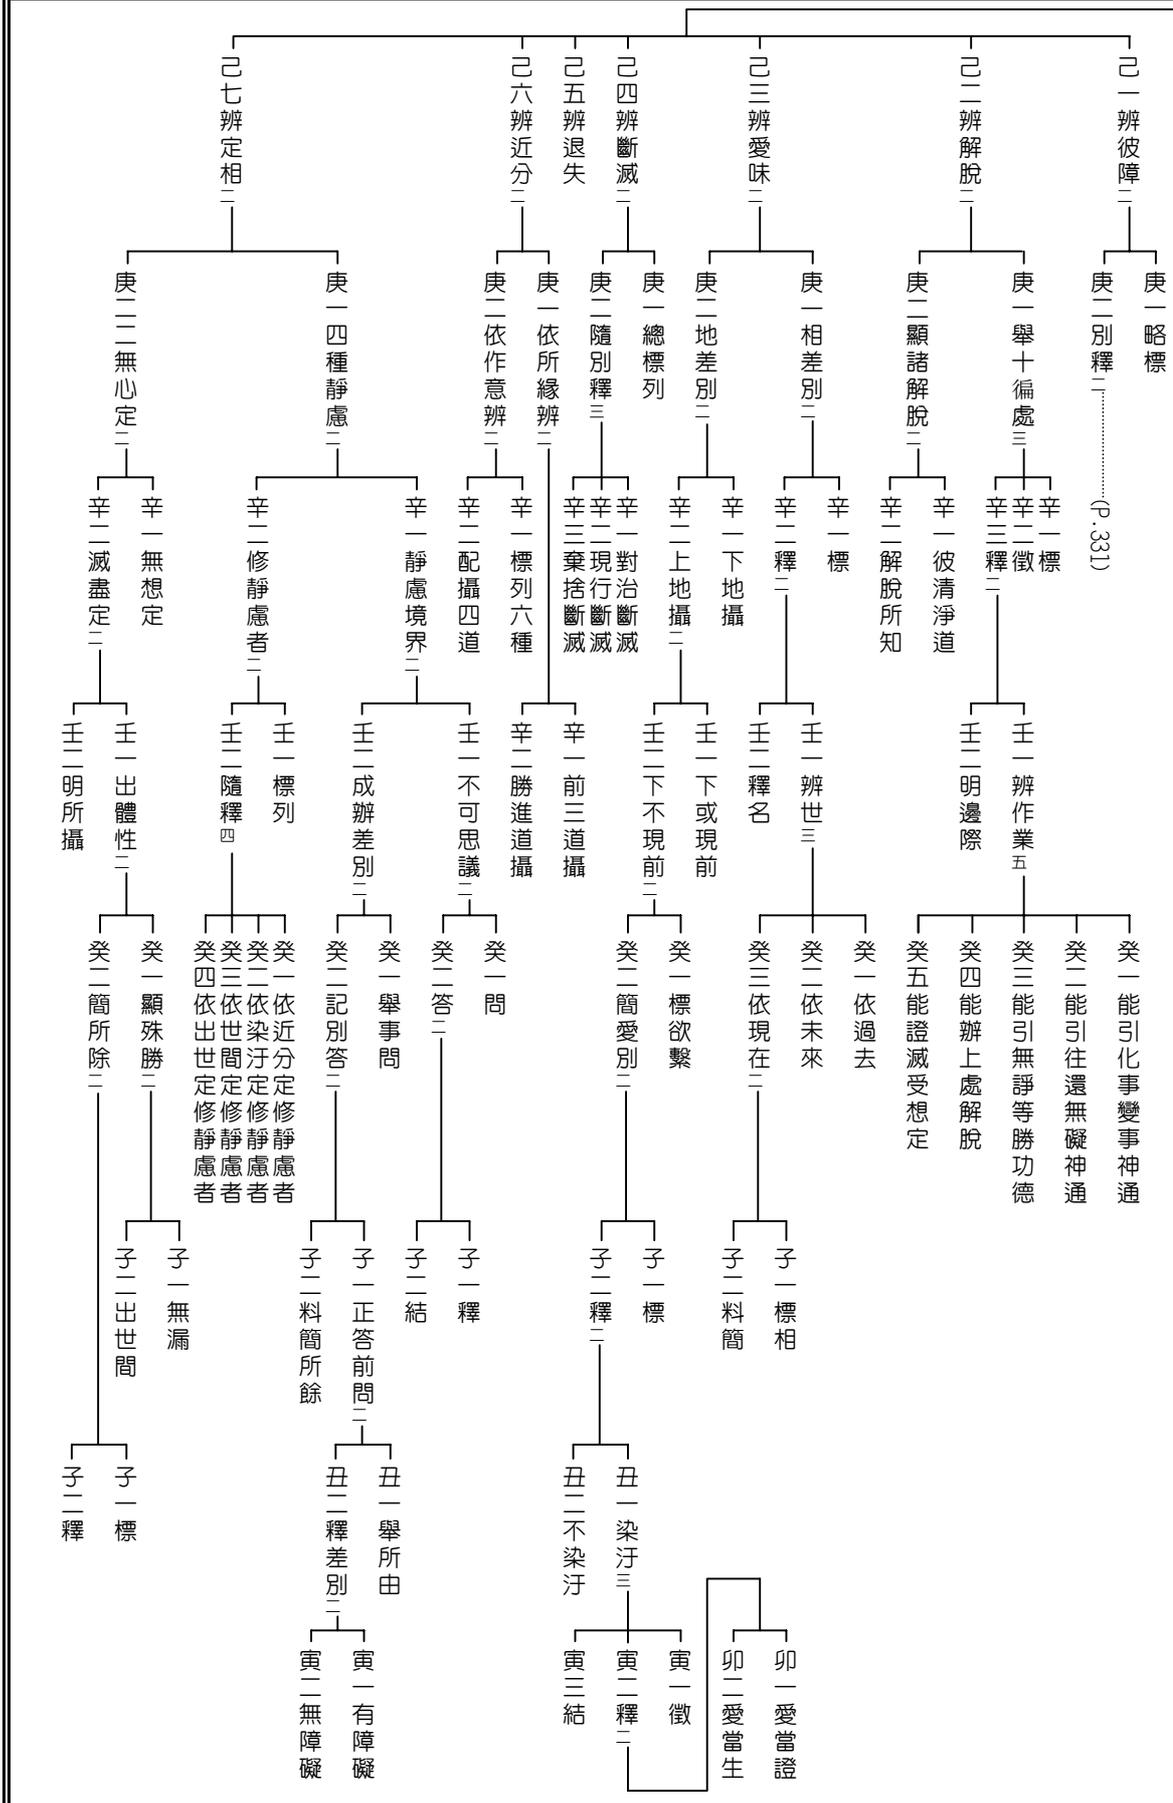 己一辨彼障二
己二辨解脫二
己三辨愛味二
己四辨斷滅二
己五辨退失
己六辨近分二
己七辨定相二
庚一略標
庚二別釋二…………(P.331)
庚一舉十徧處三
庚二顯諸解脫二
庚一相差別二
庚二地差別二
庚一總標列
庚二隨別釋三
庚一依所緣辨二
庚二依作意辨二
庚一四種靜慮二
庚二二無心定二
辛一標
辛二徵
辛三釋二
辛一彼清淨道
辛二解脫所知
辛一標
辛二釋二
辛一下地攝
辛二上地攝二
辛一對治斷滅
辛二現行斷滅
辛三棄捨斷滅
辛一標列六種
辛二配攝四道
辛一靜慮境界二
辛二修靜慮者二
辛一無想定
辛二滅盡定二
壬一辨作業五
壬二明邊際
壬一辨世三
壬二釋名
壬一下或現前
壬二下不現前二
辛一前三道攝
辛二勝進道攝
壬一不可思議二
壬二成辦差別二
壬一標列
壬二隨釋四
壬一出體性二
壬二明所攝
癸一能引化事變事神通
癸二能引往還無礙神通
癸三能引無諍等勝功德
癸四能辦上處解脫
癸五能證滅受想定
癸一依過去
癸二依未來
癸三依現在二
癸一標欲繫
癸二簡愛別二
癸一問
癸二答二
癸一舉事問
癸二記別答二
癸一依近分定修靜慮者
癸二依染汙定修靜慮者
癸三依世間定修靜慮者
癸四依出世定修靜慮者
癸一顯殊勝二
癸二簡所除二
子一標相
子二料簡
子一標
子二釋二
子一釋
子二結
子一正答前問二
子二料簡所餘
子一無漏
子二出世間
子一標
子二釋
丑一染汙三
丑二不染汙
丑一舉所由
丑二釋差別二
卯一愛當證
卯二愛當生
寅一徵
寅二釋二
寅三結
寅一有障礙
寅二無障礙